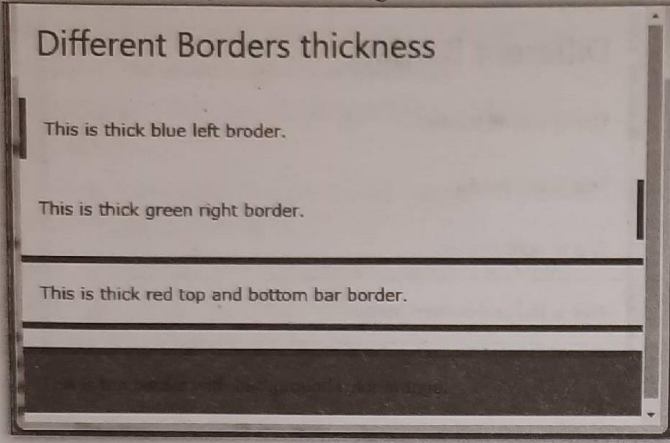 Different Borders thickness
This is thick blue left broder.
This is thick green right border.
This is thick red top and bottom bar border.